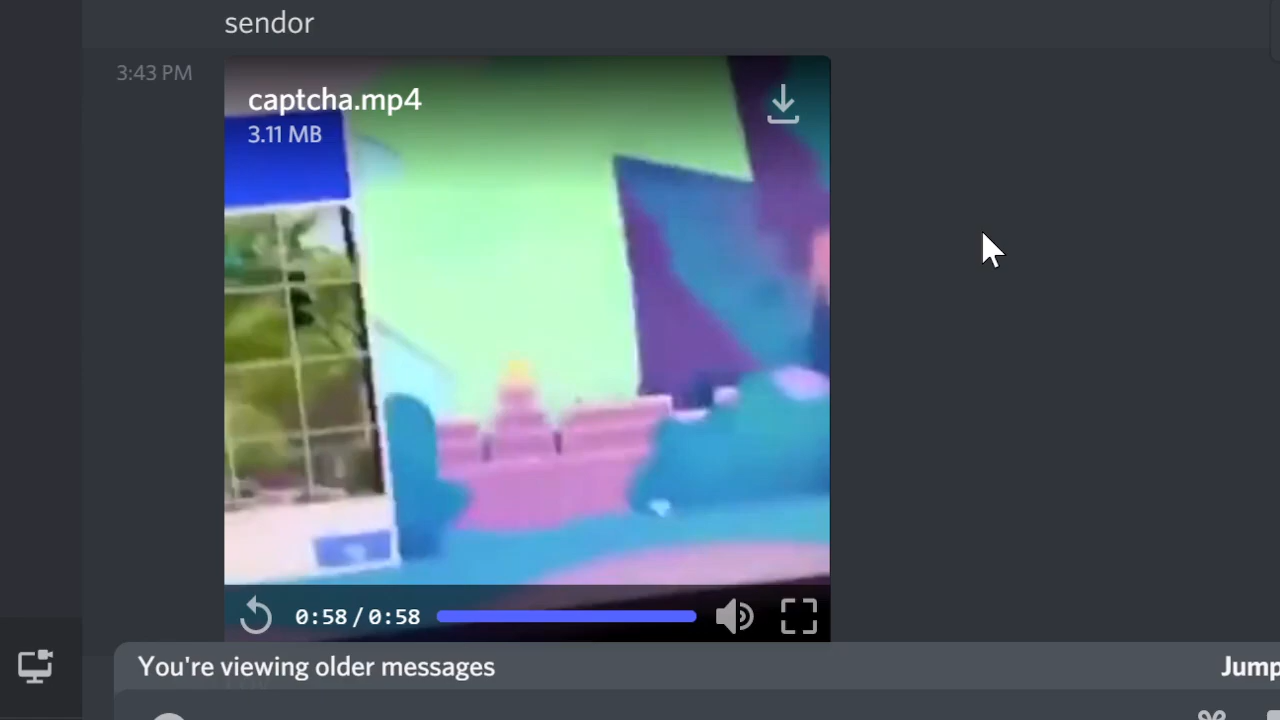 sendor
3:43 PM
captcha.mp4
3.11 MB
0:58/0:58
You're viewing older messages
Jump